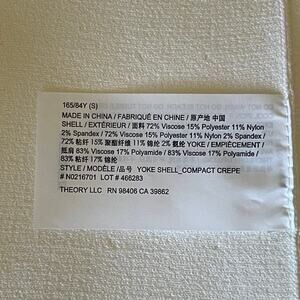 165/84Y (S)
MADE IN CHINA / FABRIQUÉ EN CHINE / 原产地 中国
SHELL / EXTÉRIEUR / 面料 72% Viscose 15% Polyester 11% Nylon
2% Spandex / 72% Viscose 15% Polyester 11% Nylon 2% Spandex /
72% 粘纤 15% 聚酯纤维 11% 锦纶 2% 氨纶 YOKE / EMPIÈCEMENT /
抵肩 83% Viscose 17% Polyamide / 83% Viscose 17% Polyamide /
83% 粘纤 17% 锦纶
STYLE / MODÈLE / 品号 YOKE SHELL_COMPACT CREPE
# N0216701 LOT # 466283
THEORY LLC RN 98406 CA 39862